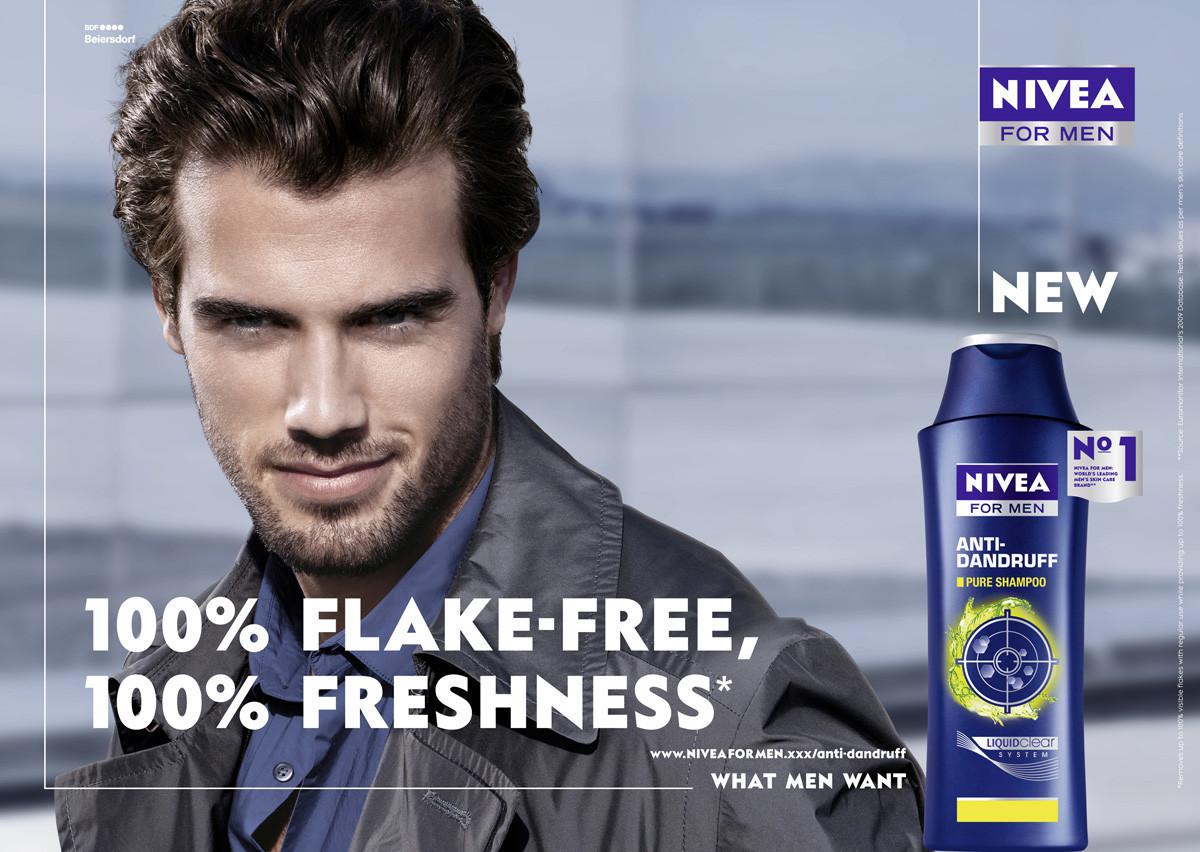 BDF ●●●●
Beiersdorf
NIVEA
FOR MEN
NEW
Nº1
NIVEA FOR MEN:
WORLD'S LEADING
MEN'S SKIN CARE
BRAND**
NIVEA
FOR MEN
ANTI-
DANDRUFF
PURE SHAMPOO
LIQUIDclear
SYSTEM
100% FLAKE-FREE,
100% FRESHNESS*
www.NIVEAFORMEN.xxx/anti-dandruff
WHAT MEN WANT
*Removes up to 100% visible flakes with regular use while providing up to 100% freshness. **Source: Euromonitor International's 2009 Database. Retail values as per men's skin care definitions.